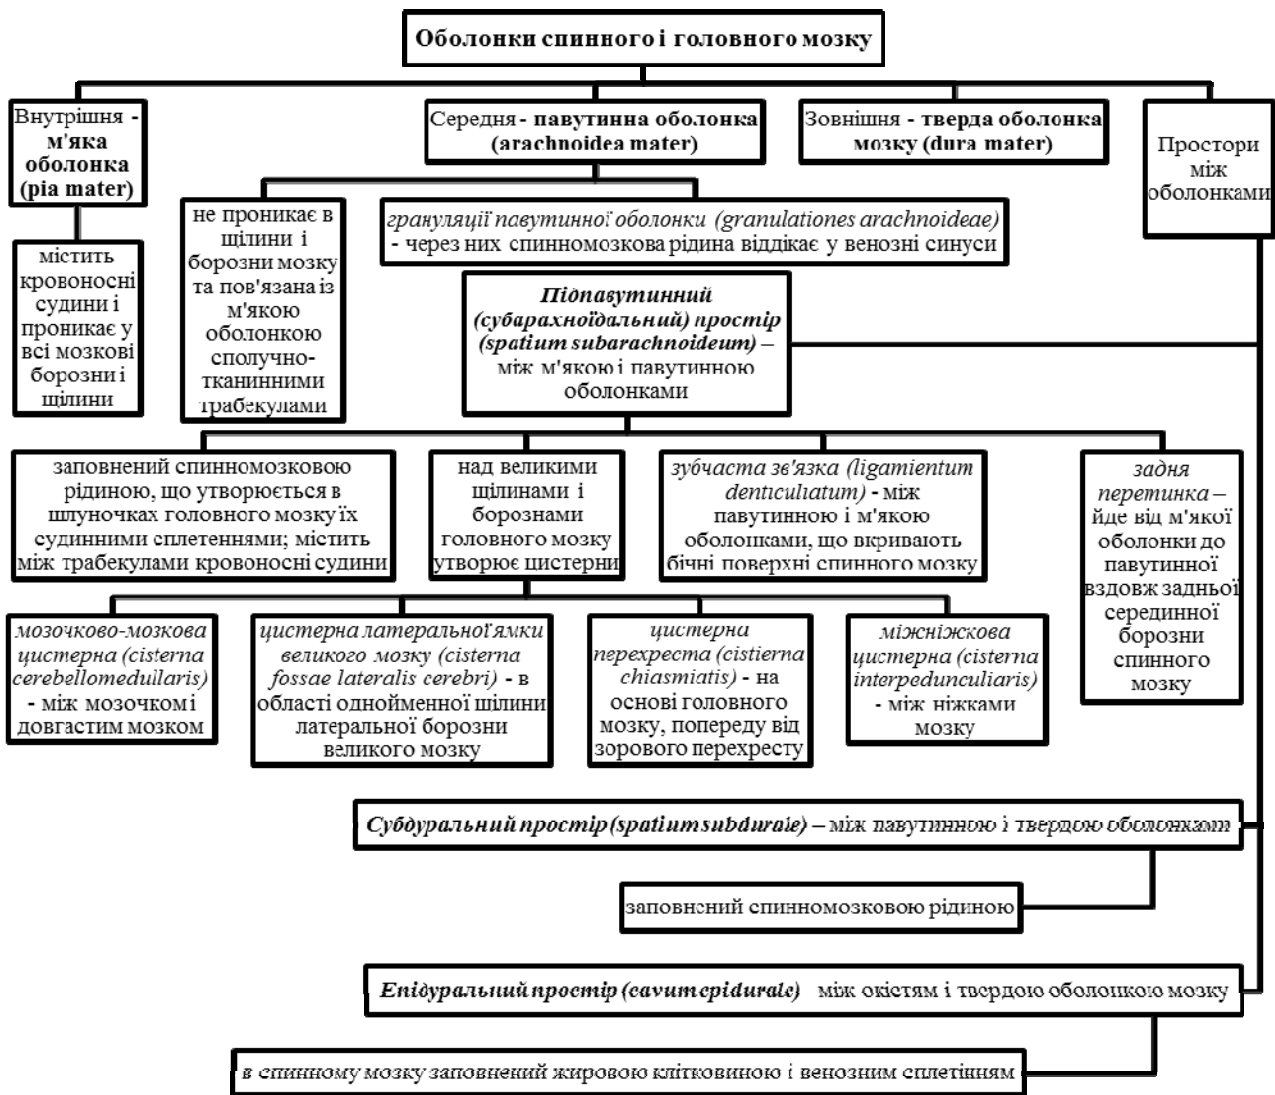 Оболонки спинного і головного мозку
Внутрішня -
м'яка
оболонка
(pia mater)
Середня - павутинна оболонка
(arachnoidea mater)
Зовнішня - тверда оболонка
мозку (dura mater)
Простори
між
оболонками
містить
кровоносні
судини і
проникає у
всі мозкові
борозни і
щілини
не проникає в
щілини і
борозни мозку
та пов'язана із
м'якою
оболонкою
сполучно-
тканинними
трабекулами
грануляції павутинної оболонки (granulationes arachnoideae)
- через них спинномозкова рідина віддікає у венозні синуси
Підпавутинний
(субарахноїдальний) простір
(spatium subarachnoideum) –
між м'якою і павутинною
оболонками
заповнений спинномозковою
рідиною, що утворюється в
шлуночках головного мозку їх
судинними сплетеннями; містить
між трабекулами кровоносні судини
над великими
щілинами і
борознами
головного мозку
утворює цистерни
зубчаста зв'язка (ligamientum
denticuliatum) - між
павутинною і м'якою
оболонками, що вкривають
бічні поверхні спинного мозку
задня
перетинка –
йде від м'якої
оболонки до
павутинної
вздовж задньої
серединної
борозни
спинного
мозку
мозочково-мозкова
цистерна (cisterna
cerebellomedullaris)
- між мозочком і
довгастим мозком
цистерна латеральної ямки
великого мозку (cisterna
fossae lateralis cerebri) - в
області однойменної щілини
латеральної борозни
великого мозку
цистерна
перехреста (cistierna
chiasmiatis) - на
основі головного
мозку, попереду від
зорового перехресту
міжніжкова
цистерна (cisterna
interpedunculiaris)
- між ніжками
мозку
Субдуральний простір (spatium subdurale) – між павутинною і твердою оболонками
заповнений спинномозковою рідиною
Епідуральний простір (cavum epidurale) між окістям і твердою оболонкою мозку
в спинному мозку заповнений жировою клітковиною і венозним сплетінням